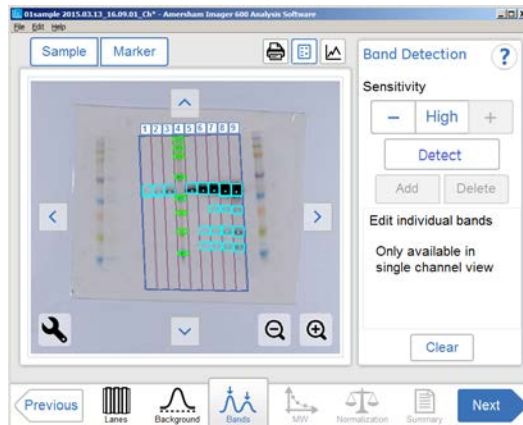 01sample 2015.03.13_16.09.01_Ch* - Amersham Imager 600 Analysis Software
File Edit Help
Sample Marker
Band Detection ?
Sensitivity
− High +
Detect
Add Delete
Edit individual bands
Only available in
single channel view
Clear
1 2 3 4 5 6 7 8 9
Previous
Lanes
Background
Bands
MW
Normalization
Summary
Next